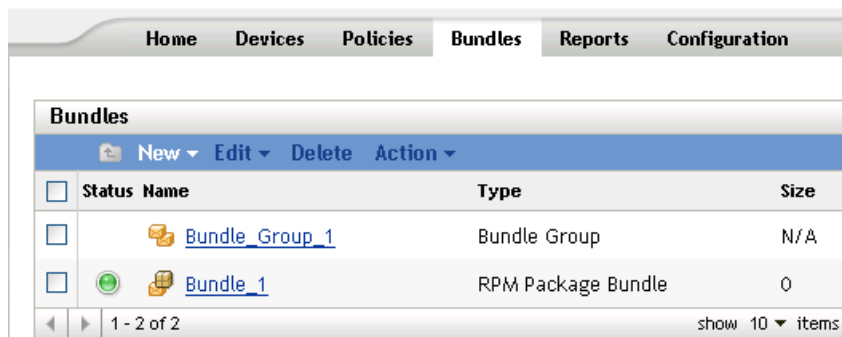 Home Devices Policies Bundles Reports Configuration
Bundles
New Edit Delete Action
Status Name Type Size
Bundle_Group_1 Bundle Group N/A
Bundle_1 RPM Package Bundle 0
1 - 2 of 2 show 10 items